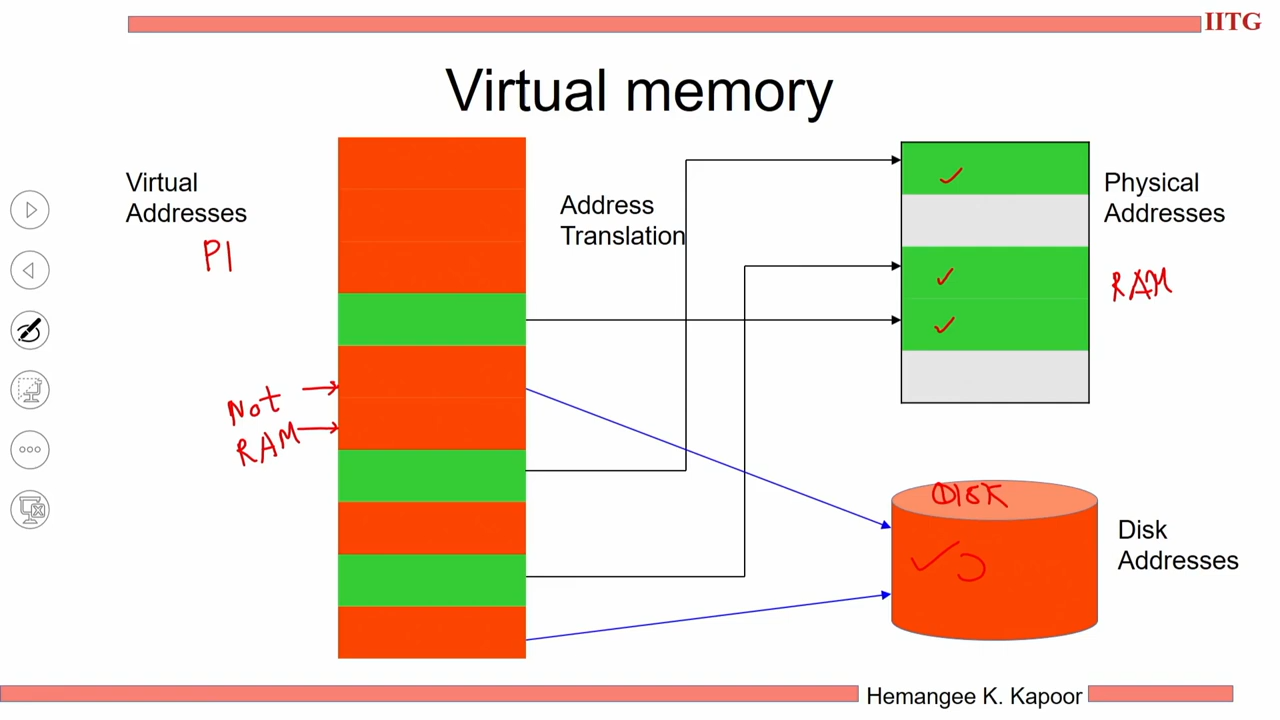 IITG
Virtual memory
Virtual
Addresses
P1
Address
Translation
Physical
Addresses
RAM
Not
RAM
DISK
Disk
Addresses
Hemangee K. Kapoor